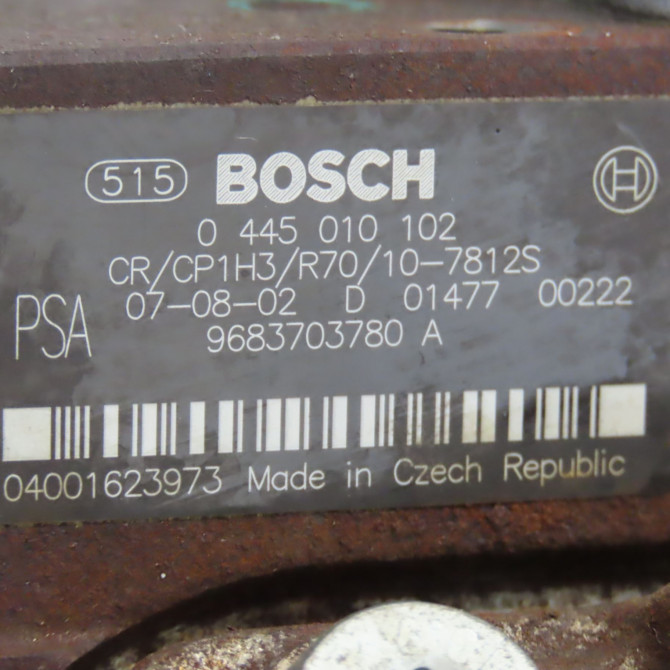 515 BOSCH
0 445 010 102
CR/CP1H3/R70/10-7812S
PSA 07-08-02 D 01477 00222
9683703780 A
04001623973 Made in Czech Republic